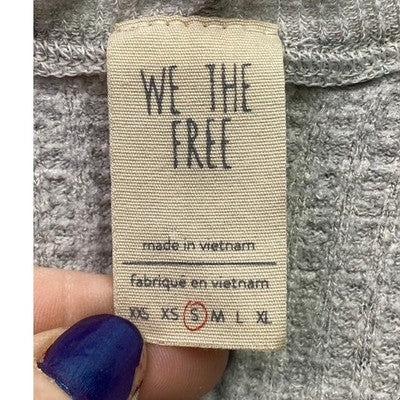 WE THE
FREE
made in vietnam
fabriqué en vietnam
XXS XS S M L XL